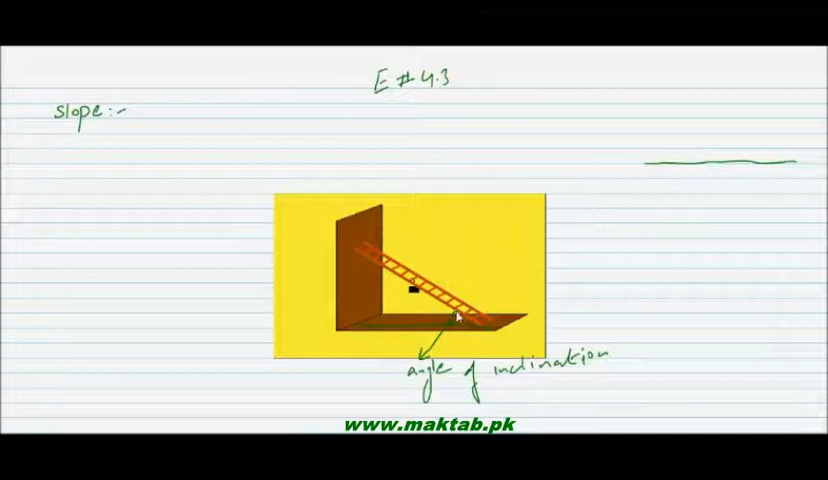 E # 4.3
Slope :-
angle of inclination
www.maktab.pk